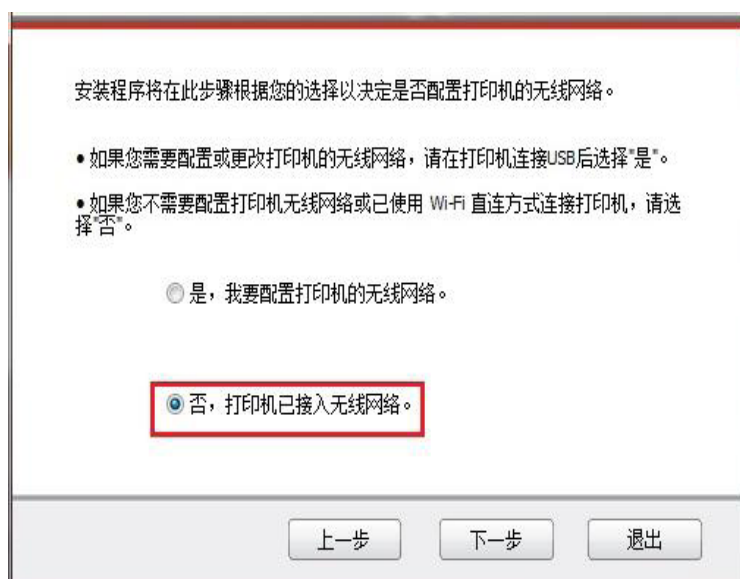 安装程序将在此步骤根据您的选择以决定是否配置打印机的无线网络。
•如果您需要配置或更改打印机的无线网络，请在打印机连接USB后选择"是"。
•如果您不需要配置打印机无线网络或已使用 Wi-Fi 直连方式连接打印机，请选
择"否"。
是，我要配置打印机的无线网络。
否，打印机已接入无线网络。
上一步 下一步 退出